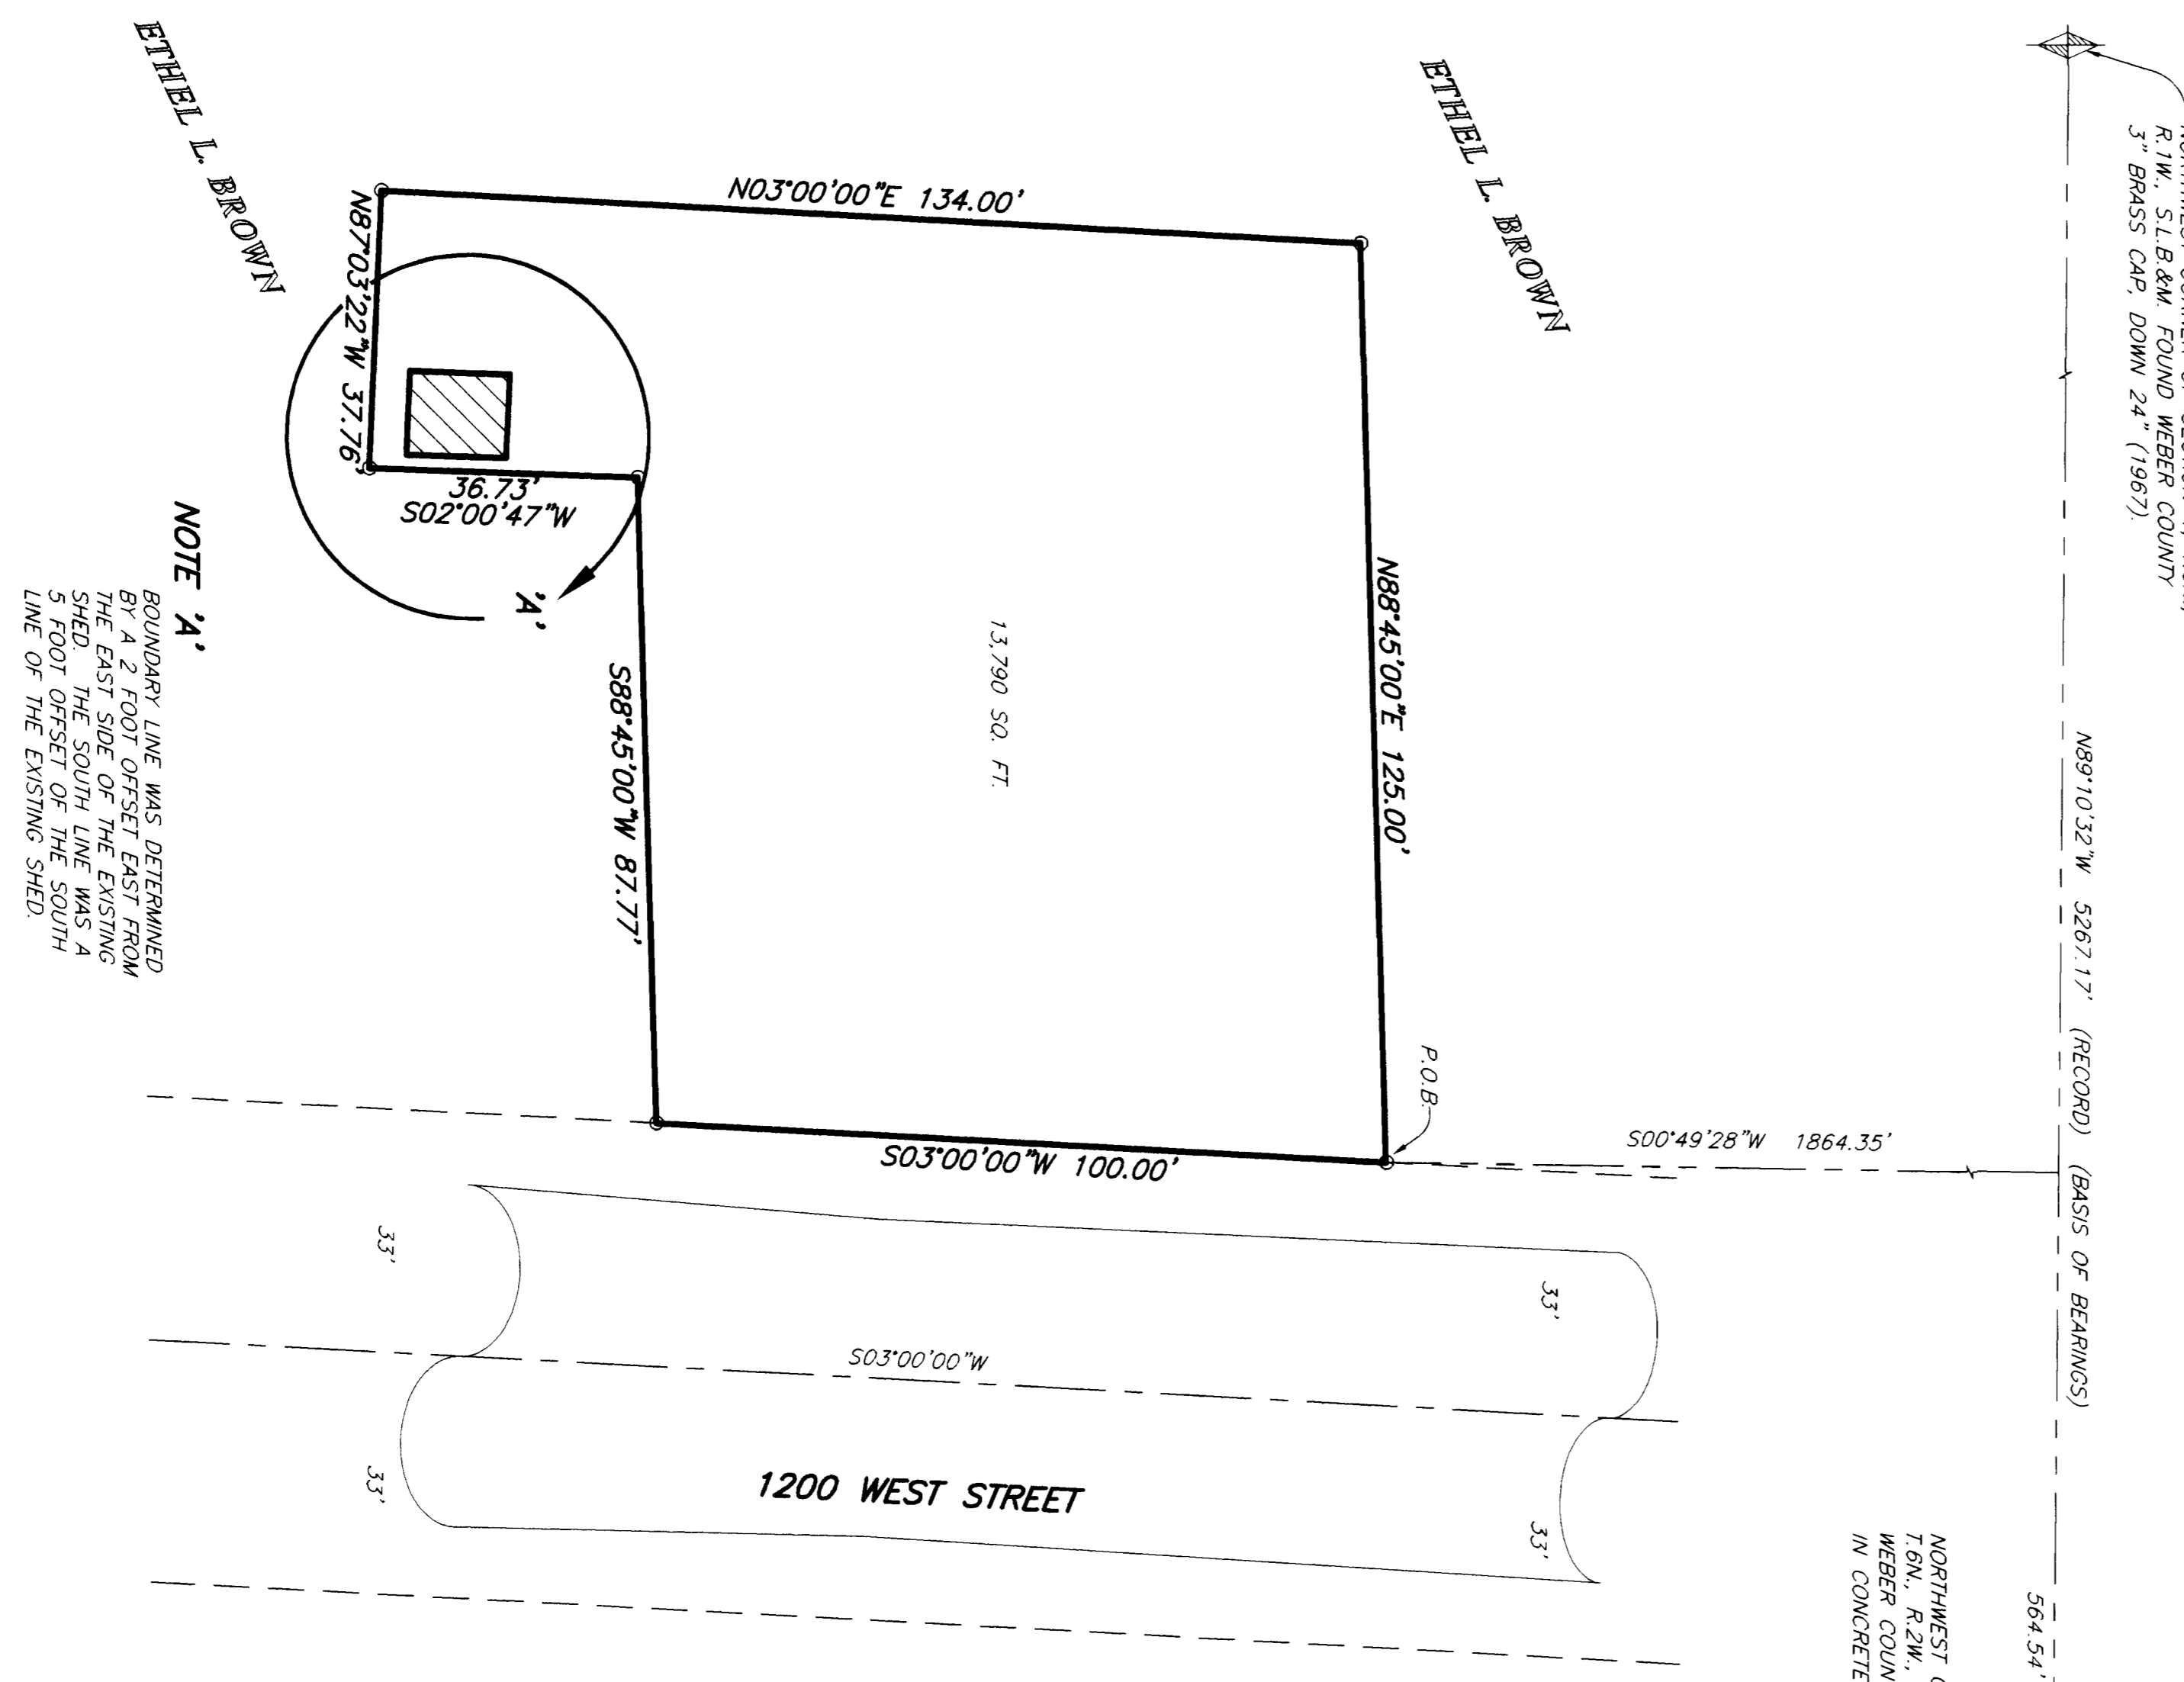 R.1W., S.L.B.&M. FOUND WEBER COUNTY
3" BRASS CAP, DOWN 24" (1967).
N89°10'32"W 5267.17' (RECORD) (BASIS OF BEARINGS)
564.54'
NORTHWEST
T.6N., R.2W.,
WEBER COUN
IN CONCRETE
ETHEL L. BROWN
ETHEL L. BROWN
N03°00'00"E 134.00'
N88°45'00"E 125.00'
N87°03'22"W 37.76'
36.73'
S02°00'47"W
'A'
S88°45'00"W 87.77'
13,790 SQ. FT.
P.O.B.
S00°49'28"W 1864.35'
S03°00'00"W 100.00'
33'
33'
S03°00'00"W
1200 WEST STREET
33'
33'
NOTE 'A'
BOUNDARY LINE WAS DETERMINED
BY A 2 FOOT OFFSET EAST FROM
THE EAST SIDE OF THE EXISTING
SHED. THE SOUTH LINE WAS A
5 FOOT OFFSET OF THE SOUTH
LINE OF THE EXISTING SHED.